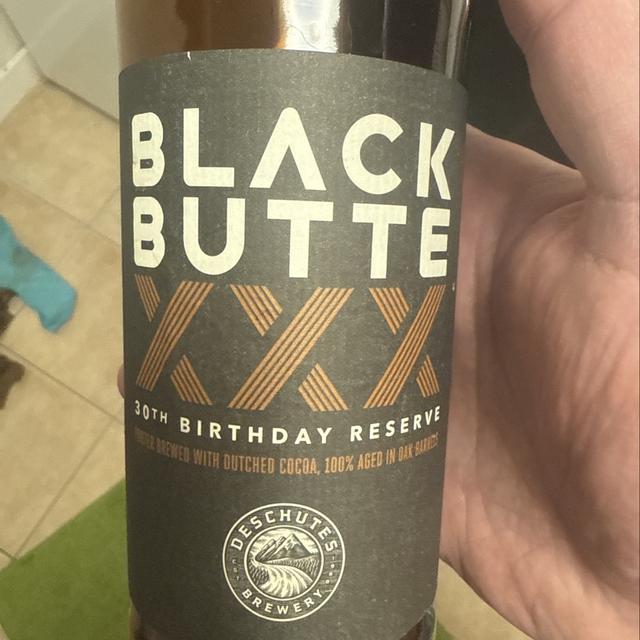 BLACK
BUTTE
XXX
30TH BIRTHDAY RESERVE
PORTER BREWED WITH DUTCHED COCOA, 100% AGED IN OAK BARRELS
DESCHUTES
BREWERY